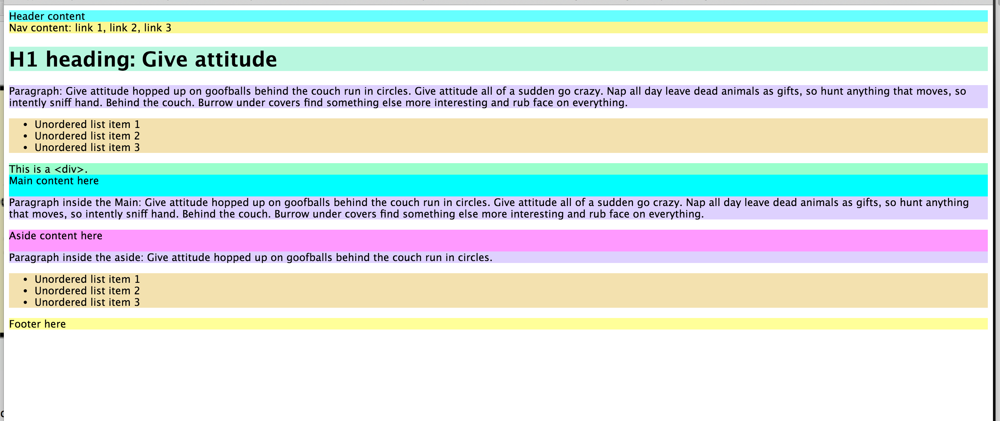 Header content
Nav content: link 1, link 2, link 3
H1 heading: Give attitude
Paragraph: Give attitude hopped up on goofballs behind the couch run in circles. Give attitude all of a sudden go crazy. Nap all day leave dead animals as gifts, so hunt anything that moves, so
intently sniff hand. Behind the couch. Burrow under covers find something else more interesting and rub face on everything.
• Unordered list item 1
• Unordered list item 2
• Unordered list item 3
This is a <div>.
Main content here
Paragraph inside the Main: Give attitude hopped up on goofballs behind the couch run in circles. Give attitude all of a sudden go crazy. Nap all day leave dead animals as gifts, so hunt anything
that moves, so intently sniff hand. Behind the couch. Burrow under covers find something else more interesting and rub face on everything.
Aside content here
Paragraph inside the aside: Give attitude hopped up on goofballs behind the couch run in circles.
• Unordered list item 1
• Unordered list item 2
• Unordered list item 3
Footer here